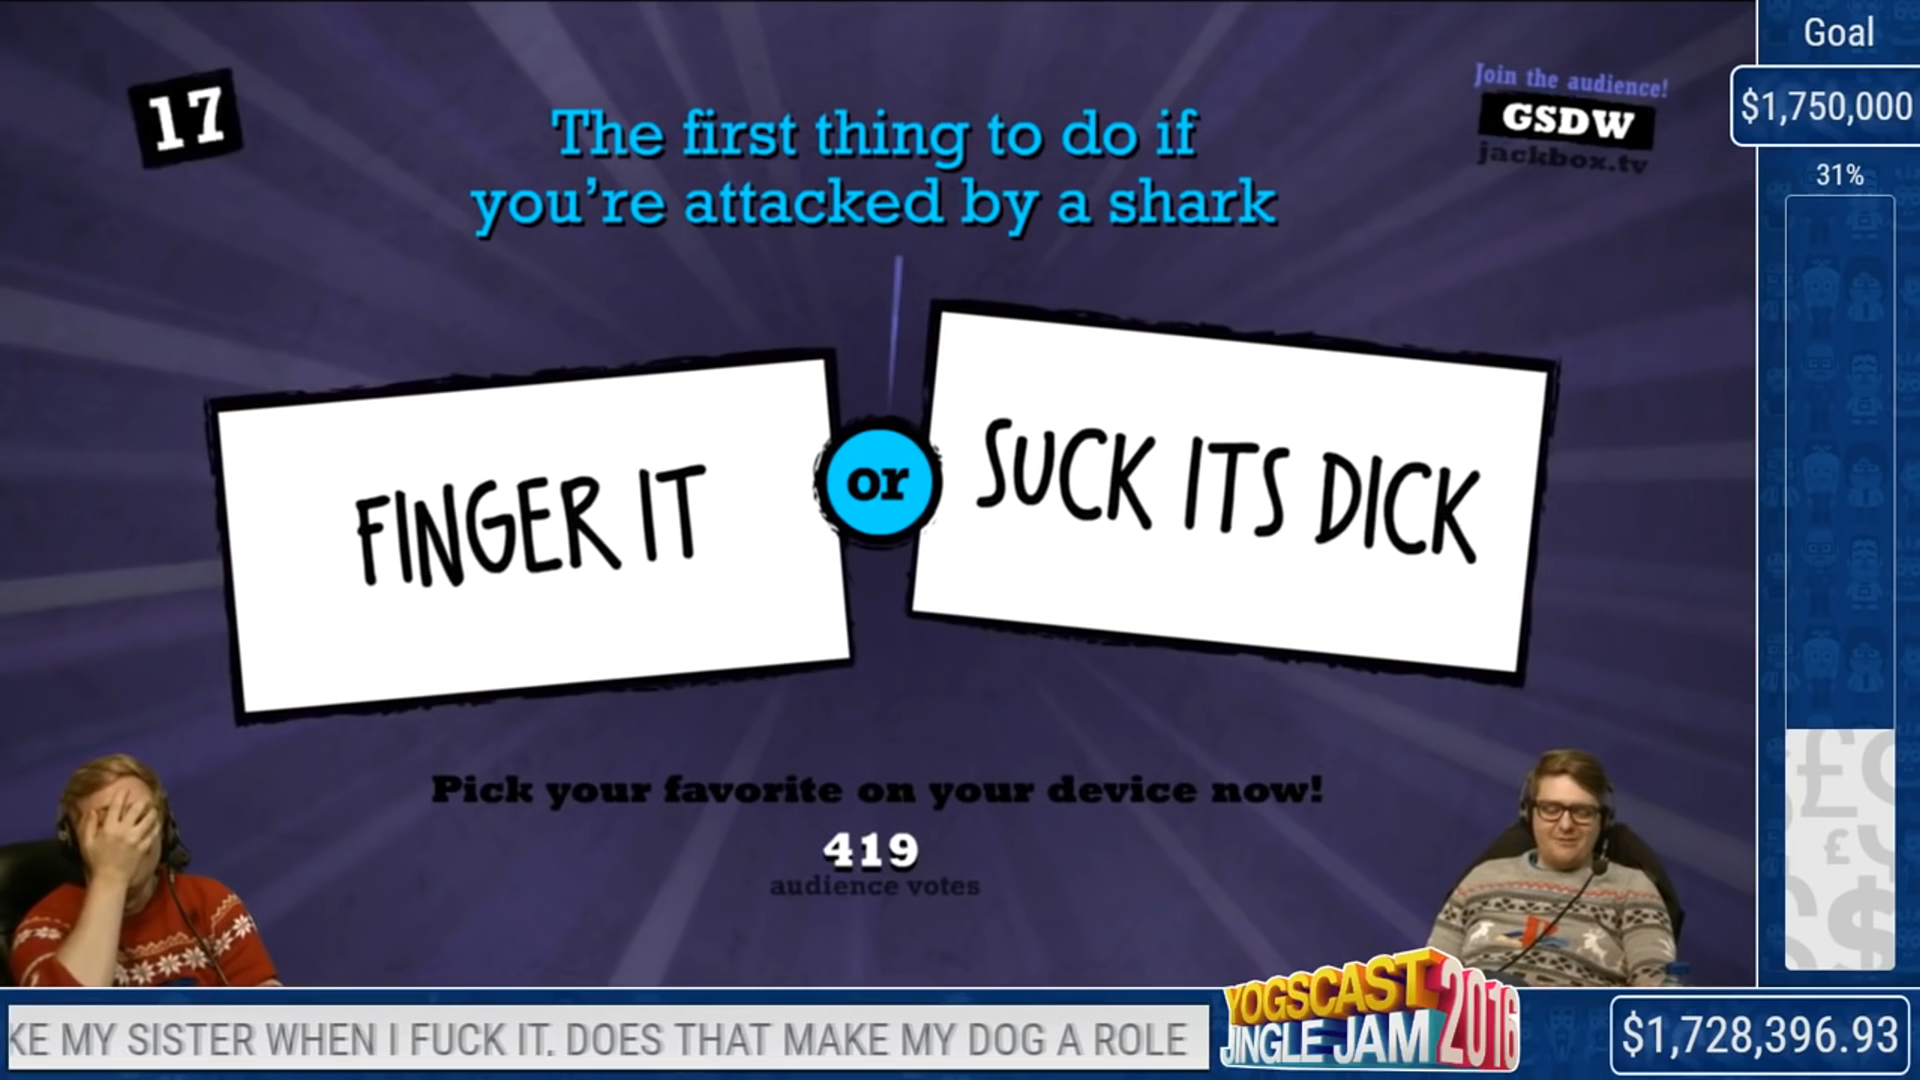 17
The first thing to do if
you're attacked by a shark
Join the audience!
GSDW
jackbox.tv
Goal
$1,750,000
31%
FINGER IT
or
SUCK ITS DICK
Pick your favorite on your device now!
419
audience votes
KE MY SISTER WHEN I FUCK IT. DOES THAT MAKE MY DOG A ROLE
YOGSCAST
JINGLE JAM 2016
$1,728,396.93